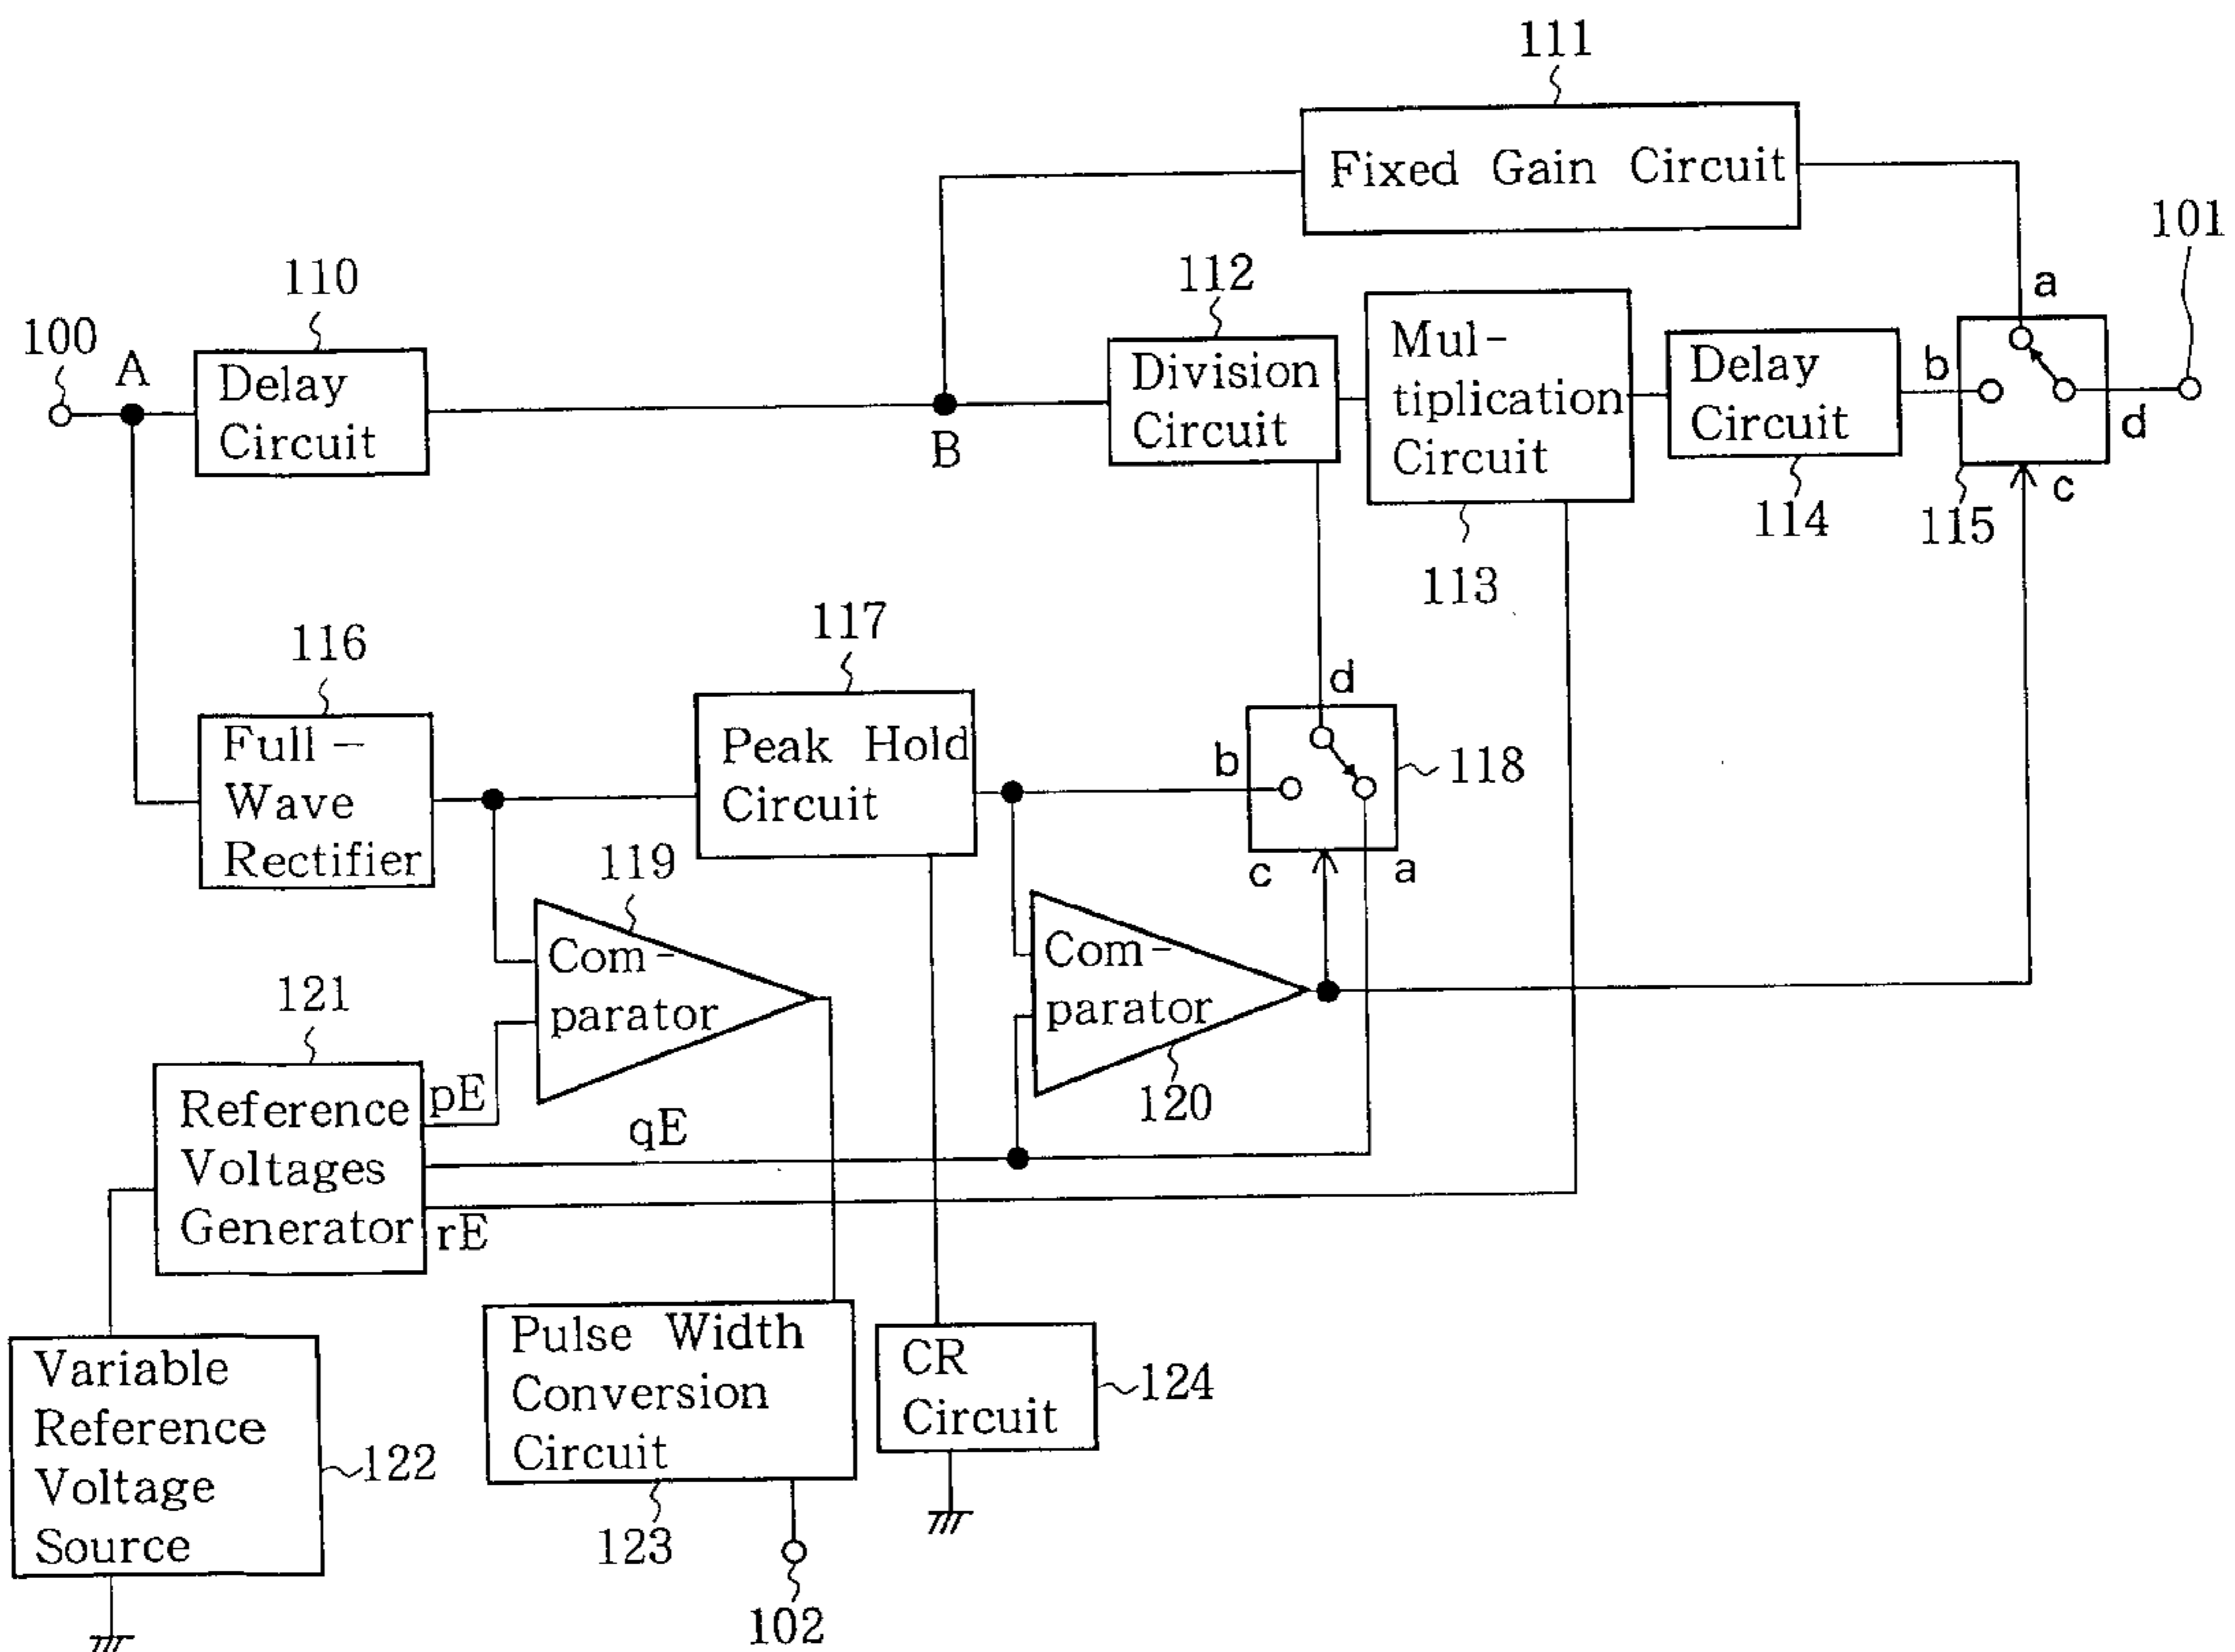 111
Fixed Gain Circuit
101
110
112
100
A
Delay
Circuit
B
Division
Circuit
Mul-
tiplication
Circuit
113
Delay
Circuit
114
a
b
d
c
115
116
Full-
Wave
Rectifier
117
Peak Hold
Circuit
d
b
c
a
118
119
Com-
parator
Com-
parator
120
121
Reference
Voltages
Generator
pE
qE
rE
Variable
Reference
Voltage
Source
122
Pulse Width
Conversion
Circuit
123
102
CR
Circuit
124